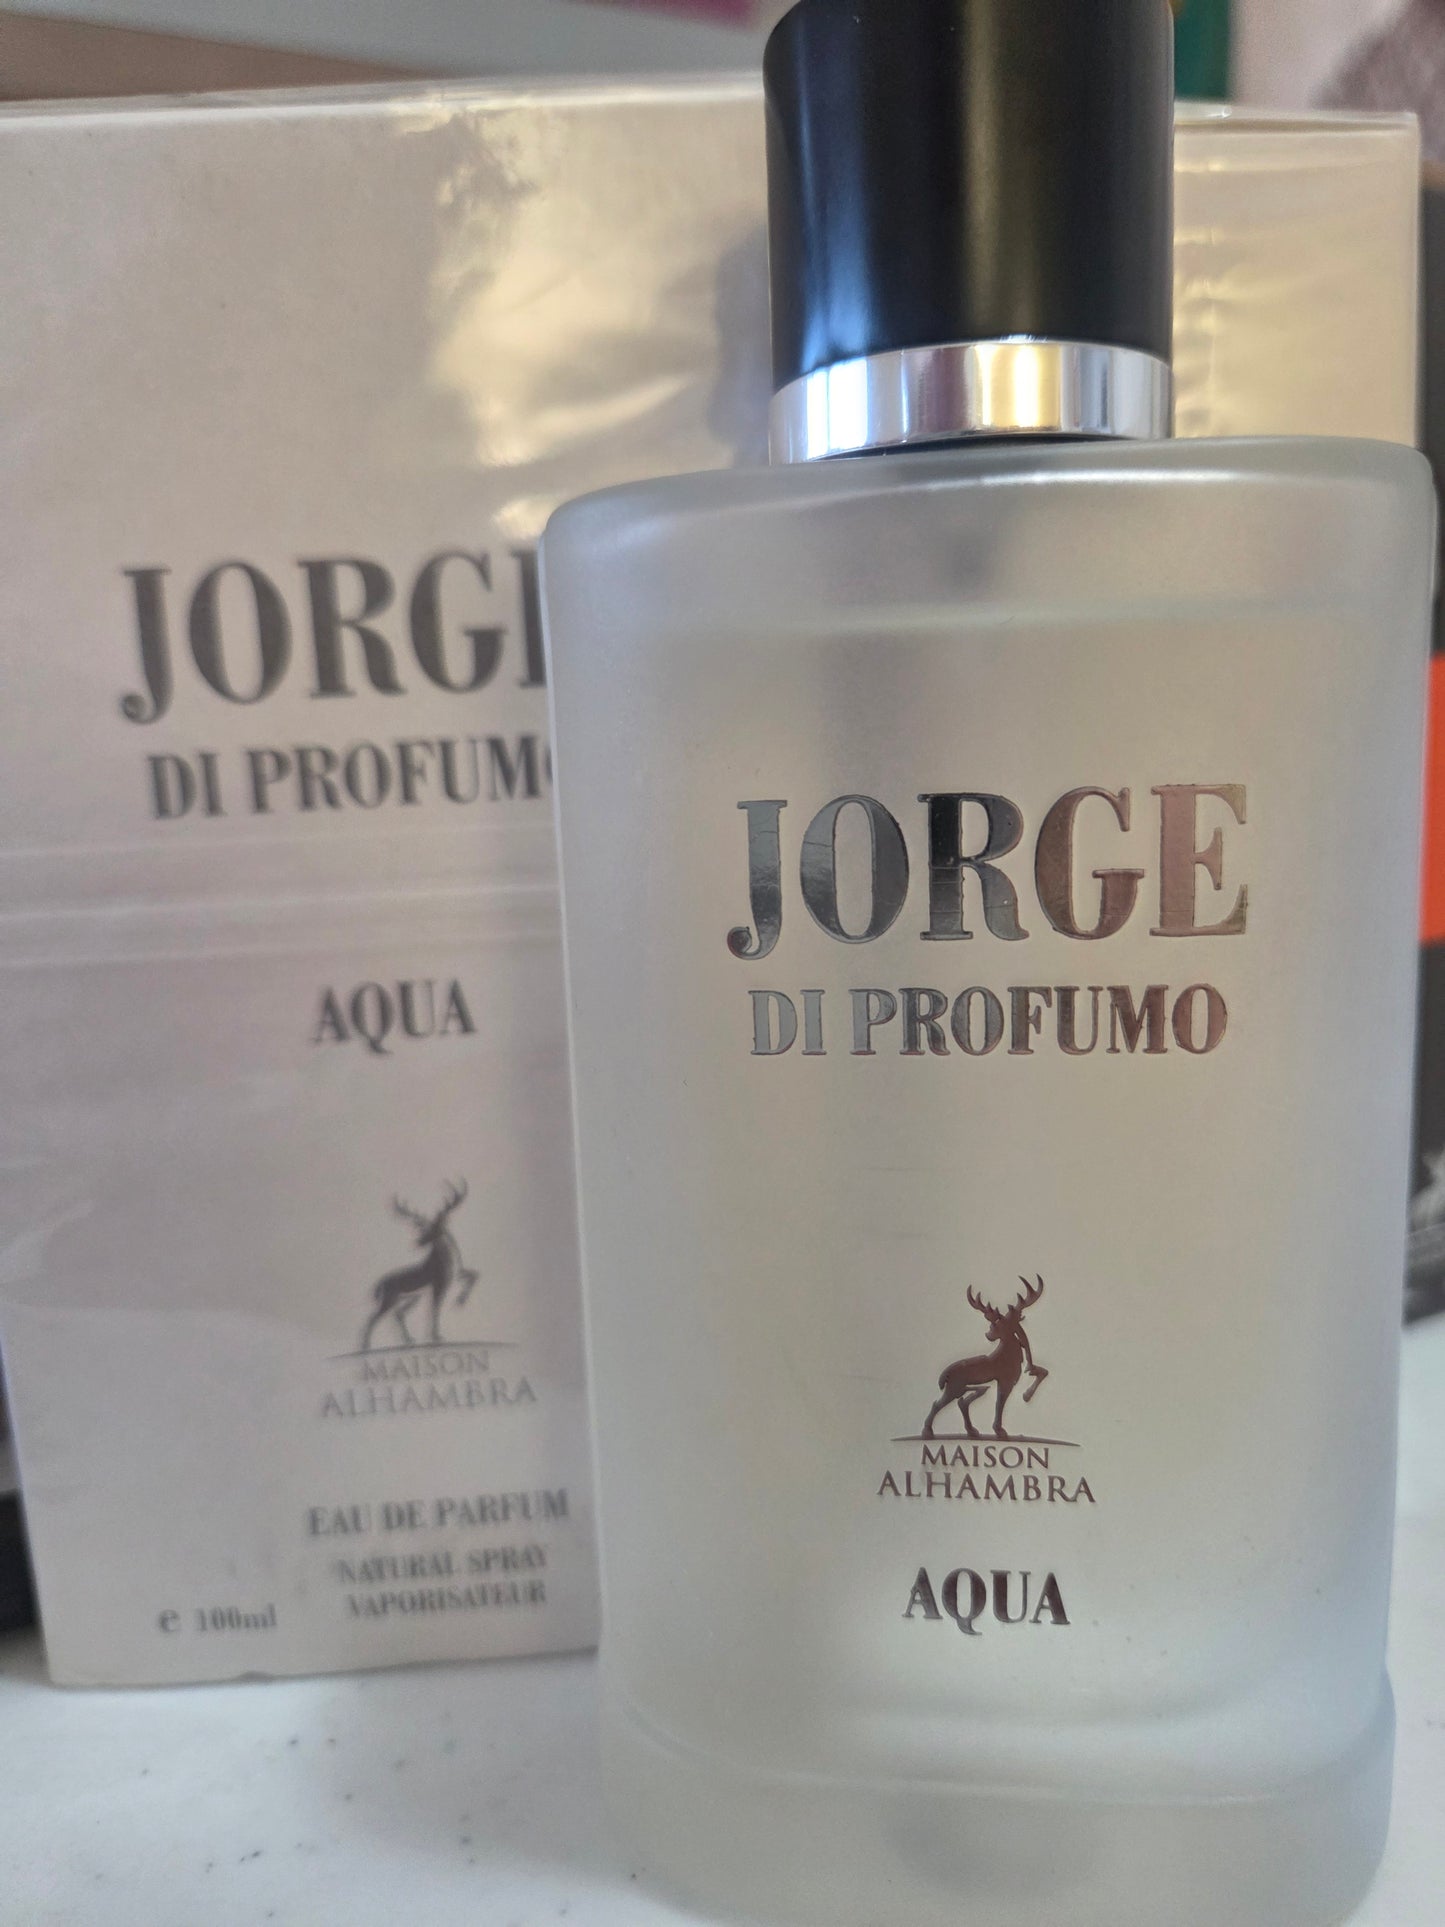 JORGE
DI PROFUMO
AQUA
MAISON
ALHAMBRA
EAU DE PARFUM
NATURAL SPRAY
VAPORISATEUR
e 100ml
JORGE
DI PROFUMO
MAISON
ALHAMBRA
AQUA